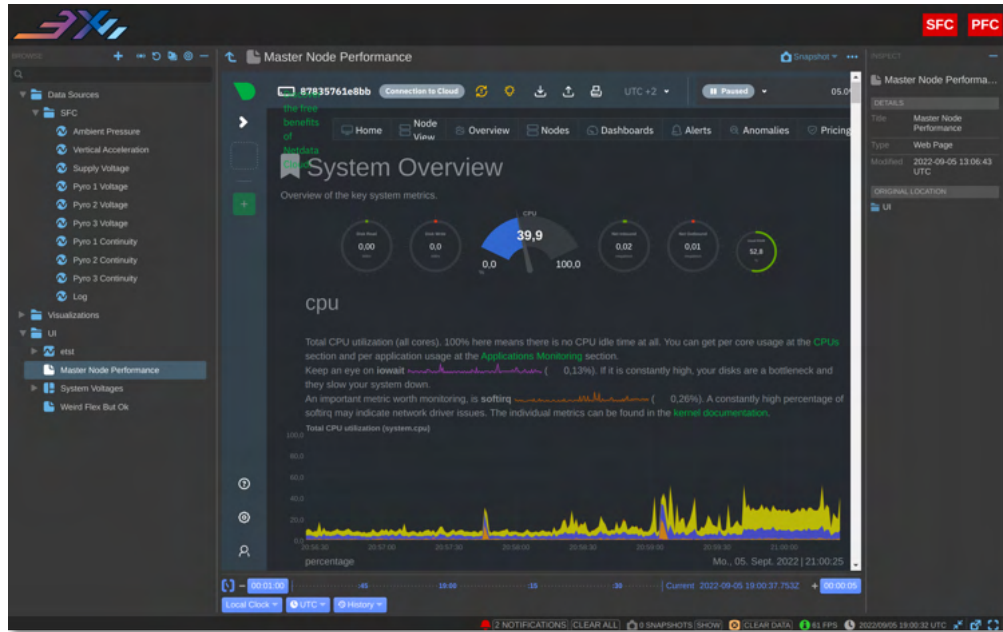 SFC PFC
BROWSE
Master Node Performance
Snapshot
INSPECT
Data Sources
SFC
Ambient Pressure
Vertical Acceleration
Supply Voltage
Pyro 1 Voltage
Pyro 2 Voltage
Pyro 3 Voltage
Pyro 1 Continuity
Pyro 2 Continuity
Pyro 3 Continuity
Log
Visualizations
UI
etst
Master Node Performance
System Voltages
Weird Flex But Ok
87835761e8bb Connection to Cloud UTC +2 Paused 05.09
the free
benefits
of
Netdata
Cloud
Home Node View Overview Nodes Dashboards Alerts Anomalies Pricing
System Overview
Overview of the key system metrics.
Disk Read
0,00
Disk Write
0,0
CPU
39,9
0,0 100,0
%
Net Inbound
0,02
Net Outbound
0,01
Used RAM
52,8
%
cpu
Total CPU utilization (all cores). 100% here means there is no CPU idle time at all. You can get per core usage at the CPUs
section and per application usage at the Applications Monitoring section.
Keep an eye on iowait ( 0,13%). If it is constantly high, your disks are a bottleneck and
they slow your system down.
An important metric worth monitoring, is softirq ( 0,26%). A constantly high percentage of
softirq may indicate network driver issues. The individual metrics can be found in the kernel documentation.
Total CPU utilization (system.cpu)
100,0
80,0
60,0
40,0
20,0
0,0
20:56:30 20:57:00 20:57:30 20:58:00 20:58:30 20:59:00 20:59:30 21:00:00
percentage
Mo., 05. Sept. 2022 | 21:00:25
Master Node Performa...
DETAILS
Title Master Node
Performance
Type Web Page
Modified 2022-09-05 13:06:43
UTC
ORIGINAL LOCATION
UI
- 00:01:00 :45 19:00 :15 :30 Current 2022-09-05 19:00:37.753Z + 00:00:05
Local Clock UTC History
2 NOTIFICATIONS CLEAR ALL 0 SNAPSHOTS SHOW CLEAR DATA 61 FPS 2022/09/05 19:00:32 UTC